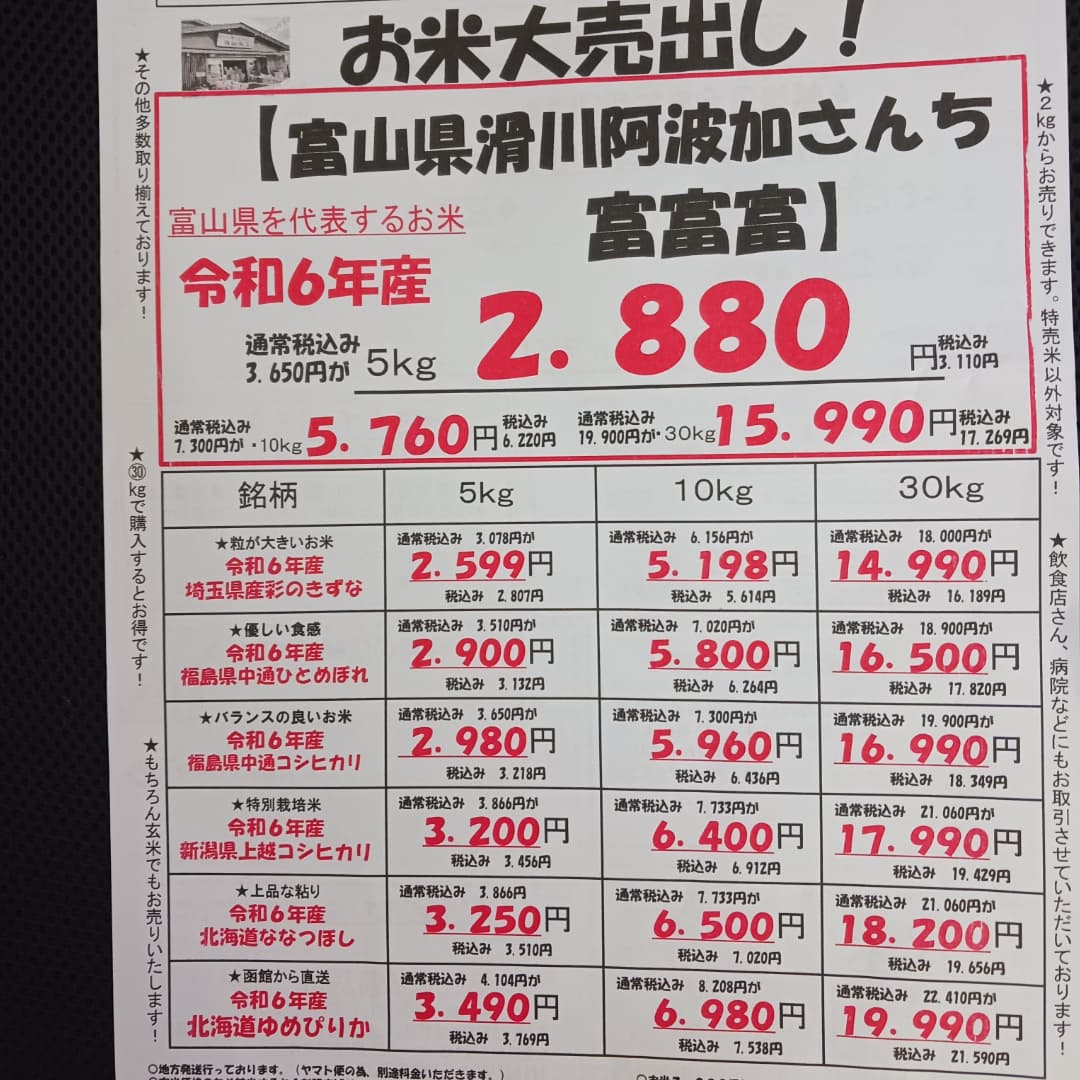 お米大売出し！
【富山県滑川阿波加さんち
富富富】
富山県を代表するお米
令和6年産
通常税込み
3.650円が 5kg 2.880円 税込み 3.110円
通常税込み
7.300円が・10kg 5.760円 税込み 6.220円
通常税込み
19.900円が・30kg 15.990円 税込み 17.269円
★その他多数取り揃えております！
★㉚kgで購入するとお得です！
★もちろん玄米でもお売りいたします！
★2kgからお売りできます。特売米以外対象です！
★飲食店さん、病院などにもお取引させていただいております！
銘柄 5kg 10kg 30kg
★粒が大きいお米
令和6年産
埼玉県産彩のきずな
通常税込み 3.078円が
2.599円
税込み 2.807円
通常税込み 6.156円が
5.198円
税込み 5.614円
通常税込み 18.000円が
14.990円
税込み 16.189円
★優しい食感
令和6年産
福島県中通ひとめぼれ
通常税込み 3.510円が
2.900円
税込み 3.132円
通常税込み 7.020円が
5.800円
税込み 6.264円
通常税込み 18.900円が
16.500円
税込み 17.820円
★バランスの良いお米
令和6年産
福島県中通コシヒカリ
通常税込み 3.650円が
2.980円
税込み 3.218円
通常税込み 7.300円が
5.960円
税込み 6.436円
通常税込み 19.900円が
16.990円
税込み 18.349円
★特別栽培米
令和6年産
新潟県上越コシヒカリ
通常税込み 3.866円が
3.200円
税込み 3.456円
通常税込み 7.733円が
6.400円
税込み 6.912円
通常税込み 21.060円が
17.990円
税込み 19.429円
★上品な粘り
令和6年産
北海道ななつぼし
通常税込み 3.866円
3.250円
税込み 3.510円
通常税込み 7.733円が
6.500円
税込み 7.020円
通常税込み 21.060円が
18.200円
税込み 19.656円
★函館から直送
令和6年産
北海道ゆめぴりか
通常税込み 4.104円が
3.490円
税込み 3.769円
通常税込み 8.208円が
6.980円
税込み 7.538円
通常税込み 22.410円が
19.990円
税込み 21.590円
○地方発送行っております。（ヤマト便の為、別途料金いただきます。）